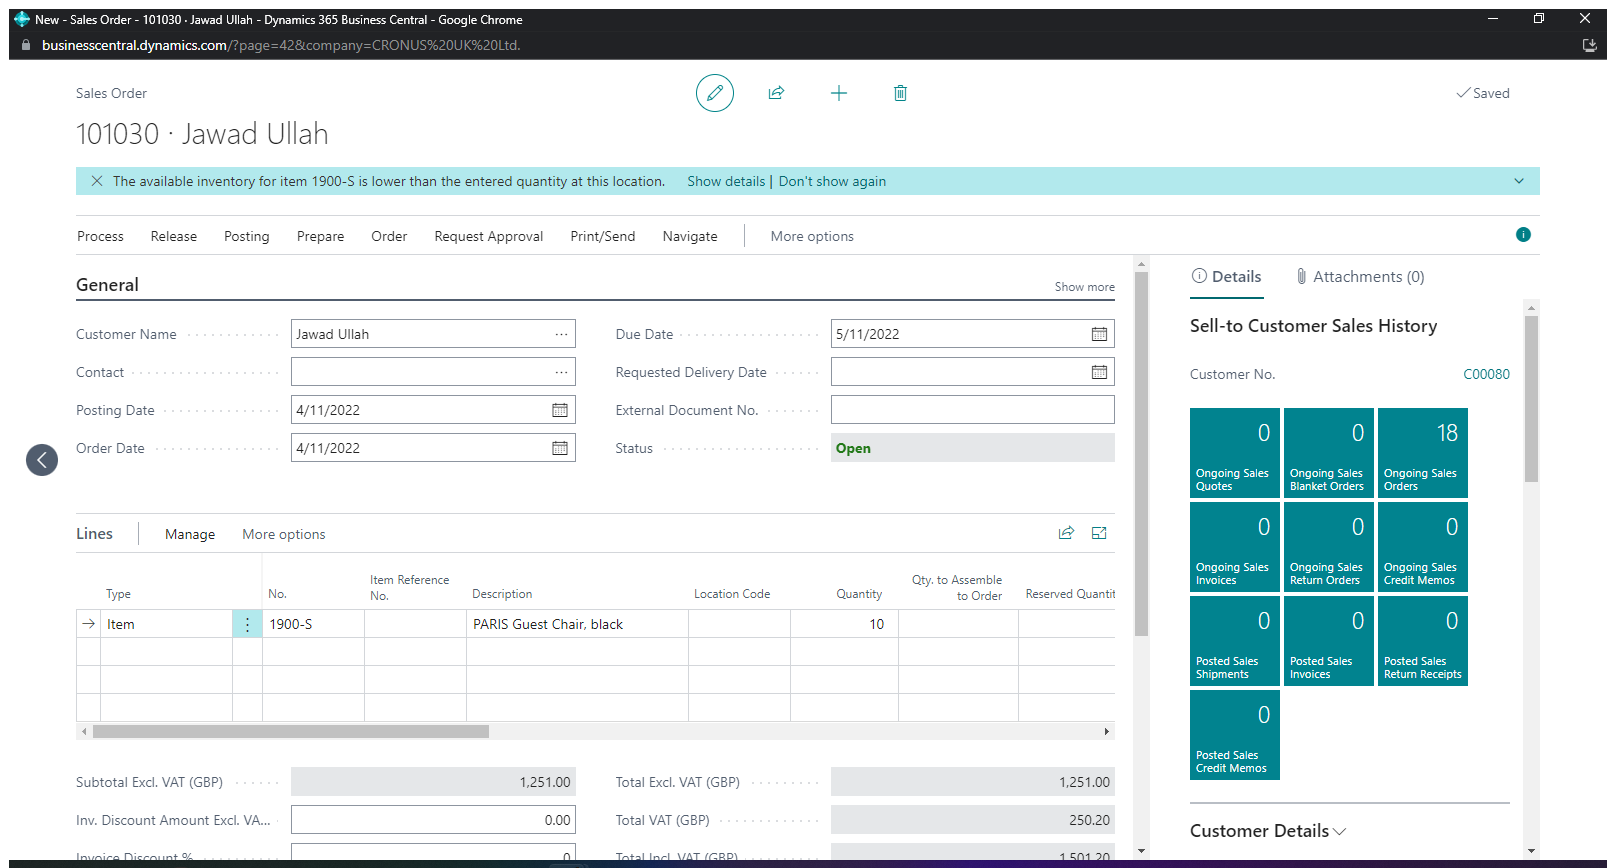 New - Sales Order - 101030 - Jawad Ullah - Dynamics 365 Business Central - Google Chrome
businesscentral.dynamics.com/?page=42&company=CRONUS%20UK%20Ltd.
Sales Order
Saved
101030 · Jawad Ullah
The available inventory for item 1900-S is lower than the entered quantity at this location. Show details | Don't show again
Process Release Posting Prepare Order Request Approval Print/Send Navigate More options
General
Show more
Customer Name Jawad Ullah
Contact
Posting Date 4/11/2022
Order Date 4/11/2022
Due Date 5/11/2022
Requested Delivery Date
External Document No.
Status Open
Lines Manage More options
Type No. Item Reference No. Description Location Code Quantity Qty. to Assemble to Order Reserved Quantit
Item 1900-S PARIS Guest Chair, black 10
Subtotal Excl. VAT (GBP) 1,251.00
Inv. Discount Amount Excl. VA... 0.00
Invoice Discount % 0
Total Excl. VAT (GBP) 1,251.00
Total VAT (GBP) 250.20
Total Incl. VAT (GBP) 1,501.20
Details Attachments (0)
Sell-to Customer Sales History
Customer No. C00080
0
Ongoing Sales
Quotes
0
Ongoing Sales
Blanket Orders
18
Ongoing Sales
Orders
0
Ongoing Sales
Invoices
0
Ongoing Sales
Return Orders
0
Ongoing Sales
Credit Memos
0
Posted Sales
Shipments
0
Posted Sales
Invoices
0
Posted Sales
Return Receipts
0
Posted Sales
Credit Memos
Customer Details